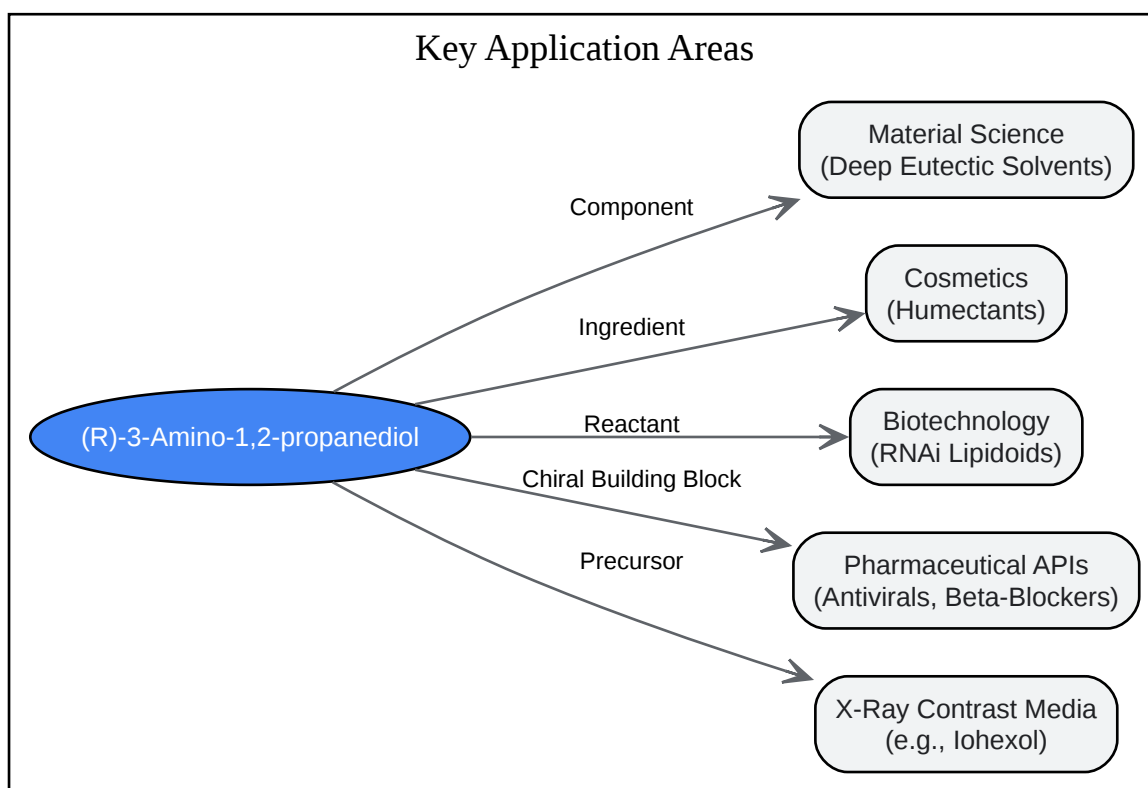 Key Application Areas
Material Science
(Deep Eutectic Solvents)
Component
Cosmetics
(Humectants)
Ingredient
(R)-3-Amino-1,2-propanediol
Reactant
Biotechnology
(RNAi Lipidoids)
Chiral Building Block
Pharmaceutical APIs
(Antivirals, Beta-Blockers)
Precursor
X-Ray Contrast Media
(e.g., Iohexol)